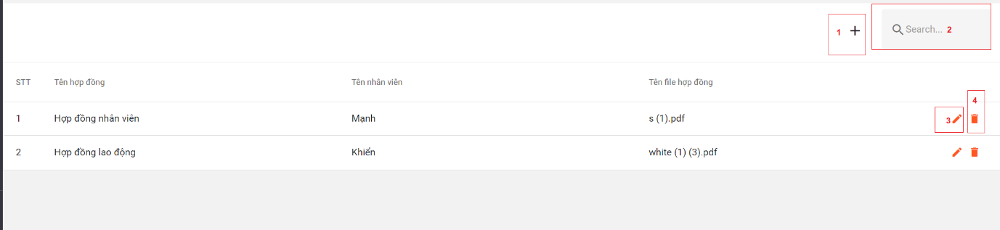 1 + Search... 2
STT Tên hợp đồng Tên nhân viên Tên file hợp đồng
4
1 Hợp đồng nhân viên Mạnh s (1).pdf 3
2 Hợp đồng lao động Khiển white (1) (3).pdf